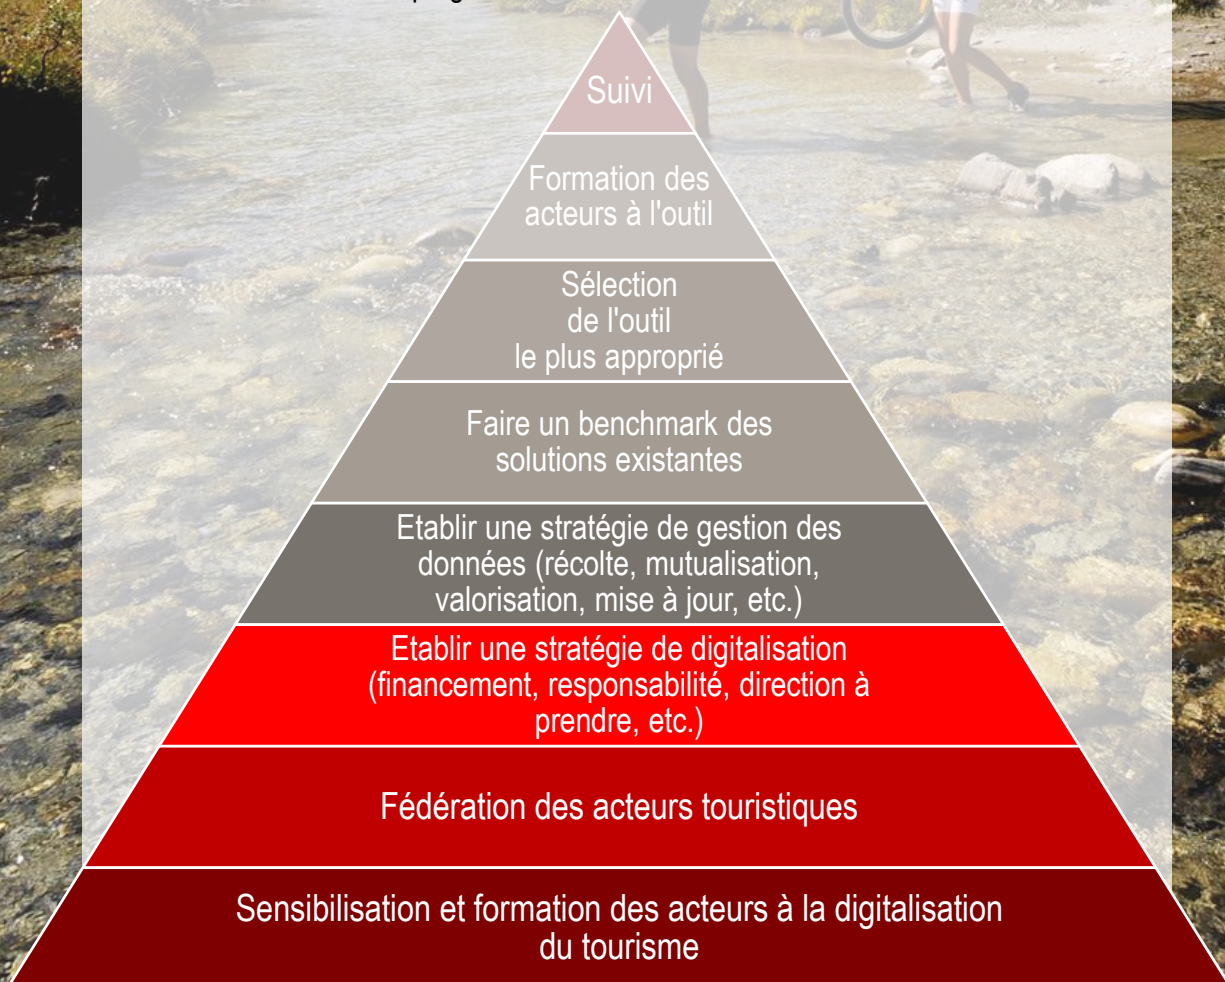 Suivi
Formation des
acteurs à l'outil
Sélection
de l'outil
le plus approprié
Faire un benchmark des
solutions existantes
Etablir une stratégie de gestion des
données (récolte, mutualisation,
valorisation, mise à jour, etc.)
Etablir une stratégie de digitalisation
(financement, responsabilité, direction à
prendre, etc.)
Fédération des acteurs touristiques
Sensibilisation et formation des acteurs à la digitalisation
du tourisme